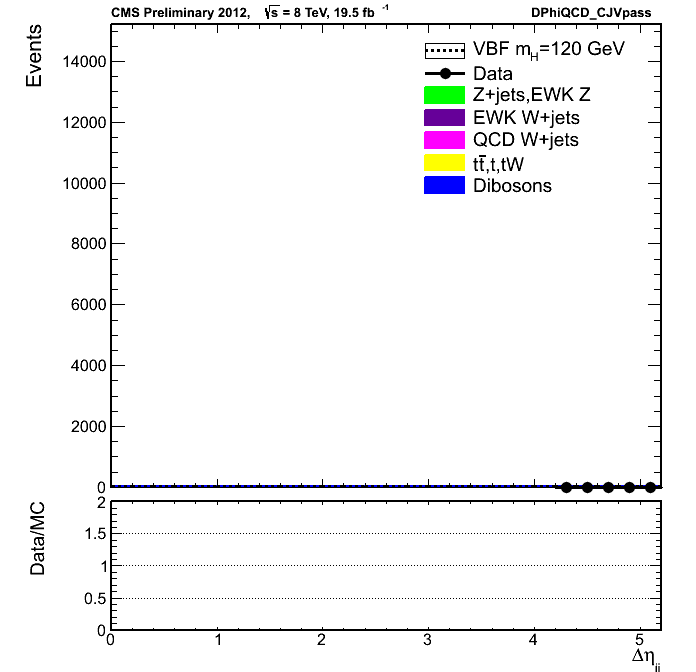 CMS Preliminary 2012, √s = 8 TeV, 19.5 fb⁻¹ DPhiQCD_CJVpass
Events
14000
12000
10000
8000
6000
4000
2000
0
VBF m_H=120 GeV
Data
Z+jets,EWK Z
EWK W+jets
QCD W+jets
tt̄,t,tW
Dibosons
Data/MC
2
1.5
1
0.5
0
0 1 2 3 4 5
Δη_jj